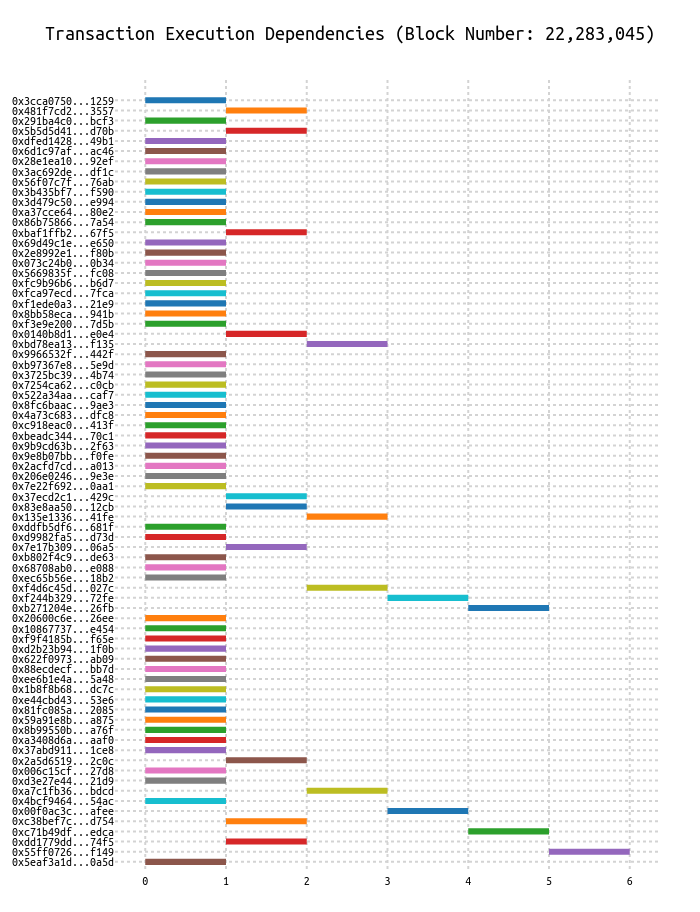 Transaction Execution Dependencies (Block Number: 22,283,045)
0x3cca0750...1259
0x481f7cd2...3557
0x291ba4c0...bcf3
0x5b5d5d41...d70b
0xdfed1428...49b1
0x6d1c97af...ac46
0x28e1ea10...92ef
0x3ac692de...df1c
0x56f07c7f...76ab
0x3b435bf7...f590
0x3d479c50...e994
0xa37cce64...80e2
0x86b75866...7a54
0xbaf1ffb2...67f5
0x69d49c1e...e650
0x2e8992e1...f80b
0x073c24b0...0b34
0x5669835f...fc08
0xfc9b96b6...b6d7
0xfca97ecd...7fca
0xf1ede0a3...21e9
0x8bb58eca...941b
0xf3e9e200...7d5b
0x0140b8d1...e0e4
0xbd78ea13...f135
0x9966532f...442f
0xb97367e8...5e9d
0x3725bc39...4b74
0x7254ca62...c0cb
0x522a34aa...caf7
0x8fc6baac...9ae3
0x4a73c683...dfc8
0xc918eac0...413f
0xbeadc344...70c1
0x9b9cd63b...2f63
0x9e8b07bb...f0fe
0x2acfd7cd...a013
0x206e0246...9e3e
0x7e22f692...0aa1
0x37ecd2c1...429c
0x83e8aa50...12cb
0x135e1336...41fe
0xddfb5df6...681f
0xd9982fa5...d73d
0x7e17b309...06a5
0xb802f4c9...de63
0x68708ab0...e088
0xec65b56e...18b2
0xf4d6c45d...027c
0xf244b329...72fe
0xb271204e...26fb
0x20600c6e...26ee
0x10867737...e454
0xf9f4185b...f65e
0xd2b23b94...1f0b
0x622f0973...ab09
0x88ecdecf...bb7d
0xee6b1e4a...5a48
0x1b8f8b68...dc7c
0xe44cbd43...53e6
0x81fc085a...2085
0x59a91e8b...a875
0x8b99550b...a76f
0xa3408d6a...aaf0
0x37abd911...1ce8
0x2a5d6519...2c0c
0x006c15cf...27d8
0xd3e27e44...21d9
0xa7c1fb36...bdcd
0x4bcf9464...54ac
0x00f0ac3c...afee
0xc38bef7c...d754
0xc71b49df...edca
0xdd1779dd...74f5
0x55ff0726...f149
0x5eaf3a1d...0a5d
0 1 2 3 4 5 6